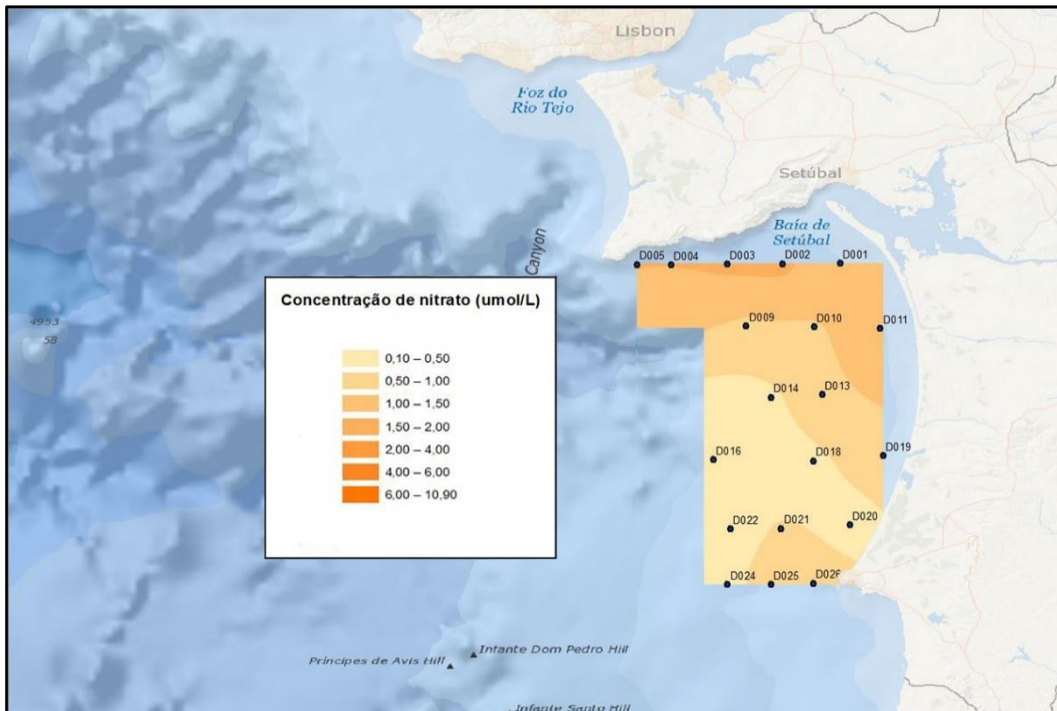 Lisbon
Foz do
Rio Tejo
Setúbal
Baía de
Setúbal
Canyon
D005
D004
D003
D002
D001
Concentração de nitrato (umol/L)
0,10 – 0,50
0,50 – 1,00
1,00 – 1,50
1,50 – 2,00
2,00 – 4,00
4,00 – 6,00
6,00 – 10,90
4953
58
D009
D010
D011
D014
D013
D016
D018
D019
D022
D021
D020
D024
D025
D026
Príncipes de Avis Hill
Infante Dom Pedro Hill
Infante Santo Hill